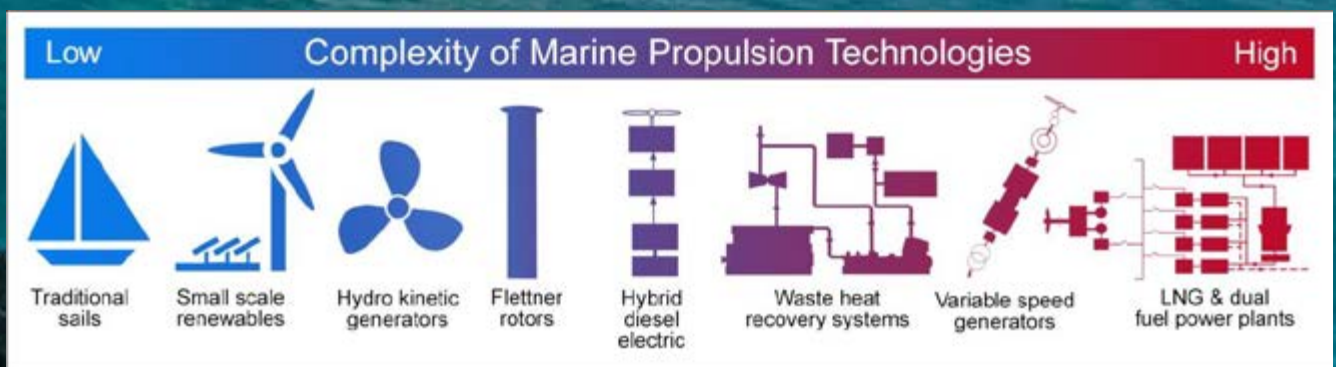 Low Complexity of Marine Propulsion Technologies High
Traditional
sails
Small scale
renewables
Hydro kinetic
generators
Flettner
rotors
Hybrid
diesel
electric
Waste heat
recovery systems
Variable speed
generators
LNG & dual
fuel power plants